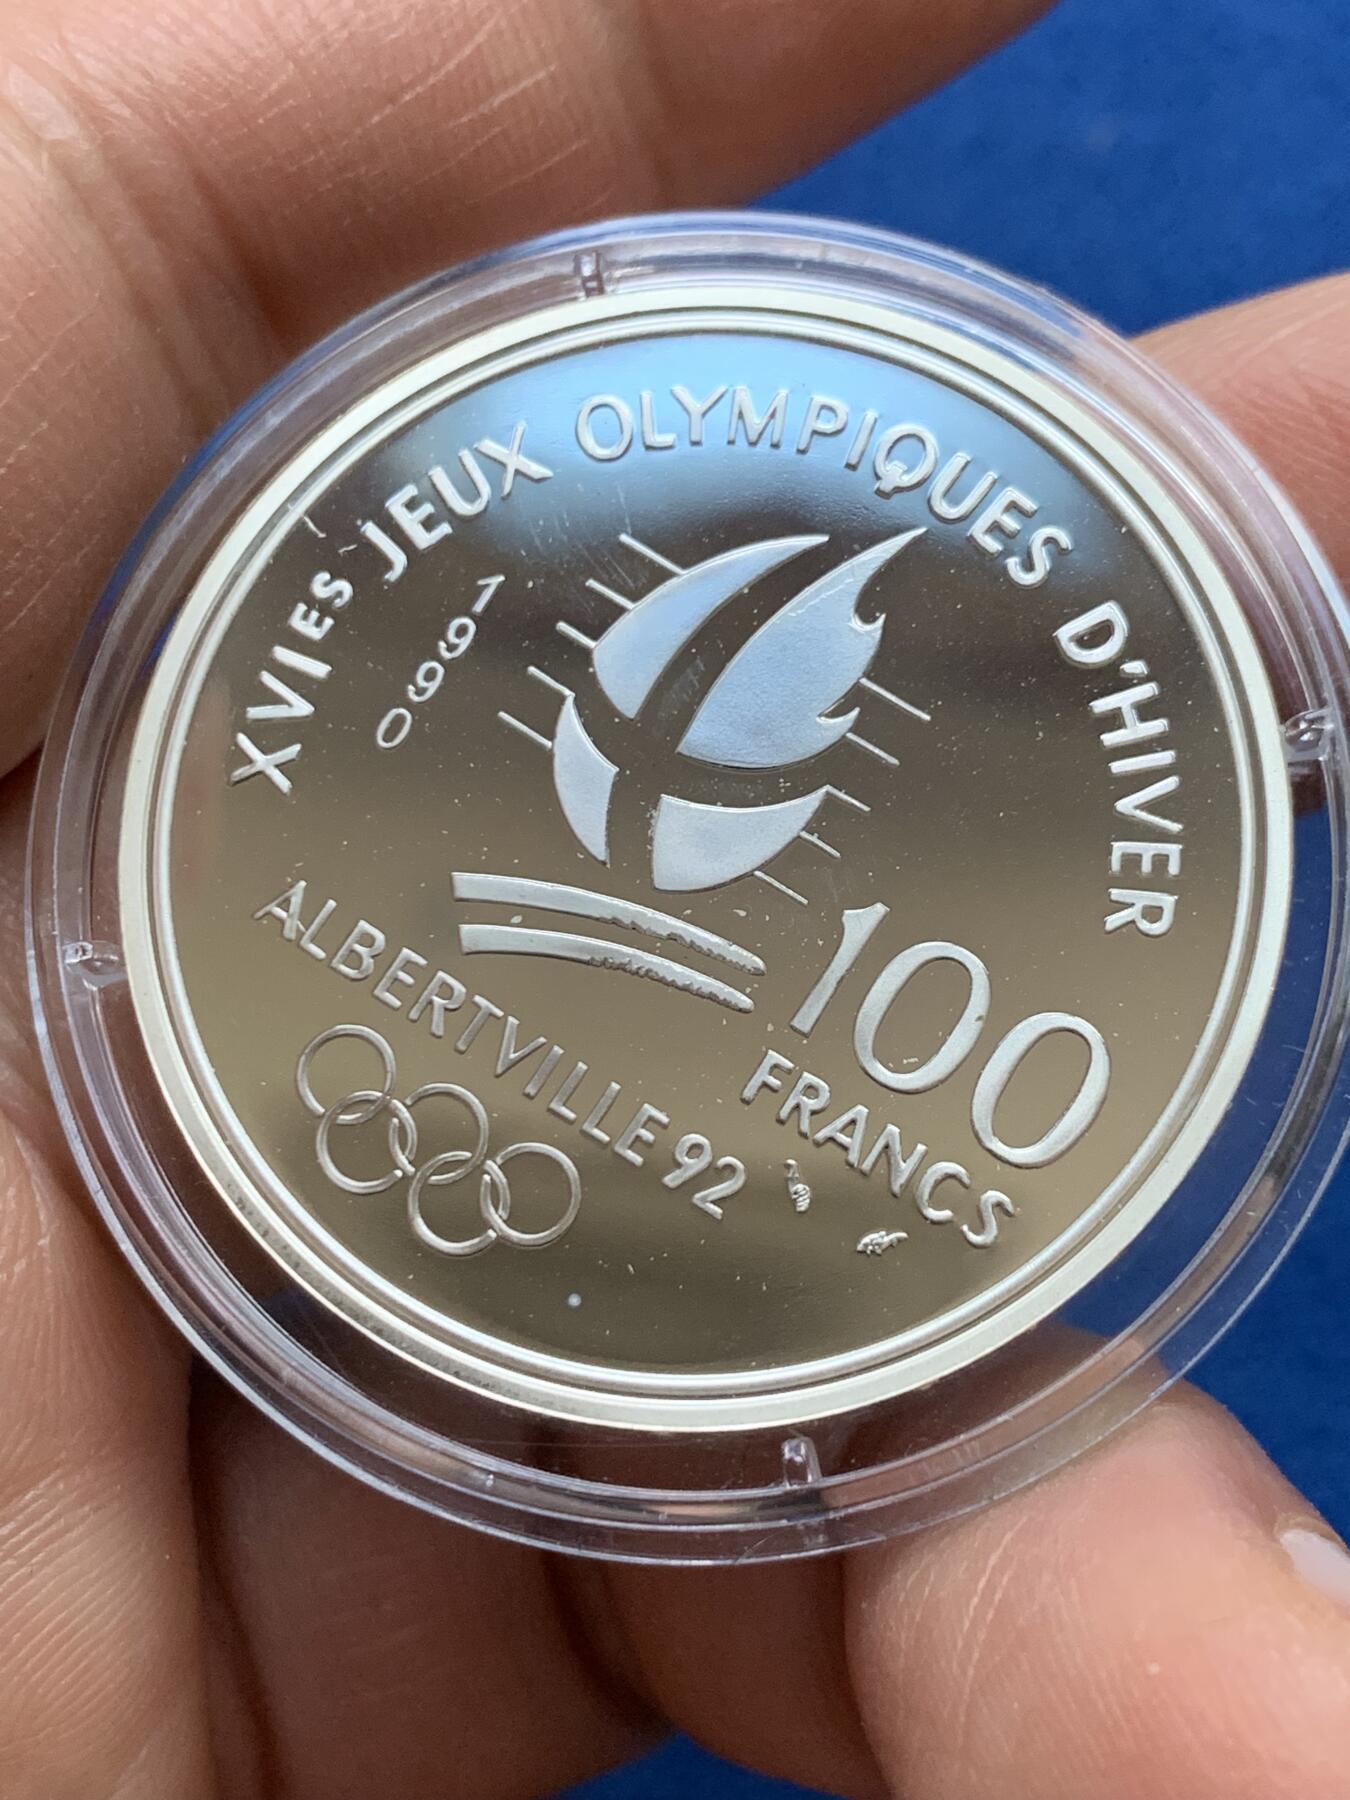 XVIES JEUX OLYMPIQUES D'HIVER
1990
100
FRANCS
ALBERTVILLE 92